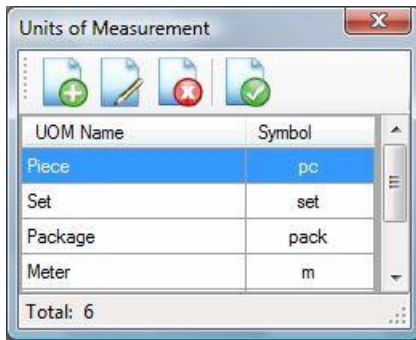 Units of Measurement
UOM Name Symbol
Piece pc
Set set
Package pack
Meter m
Total: 6